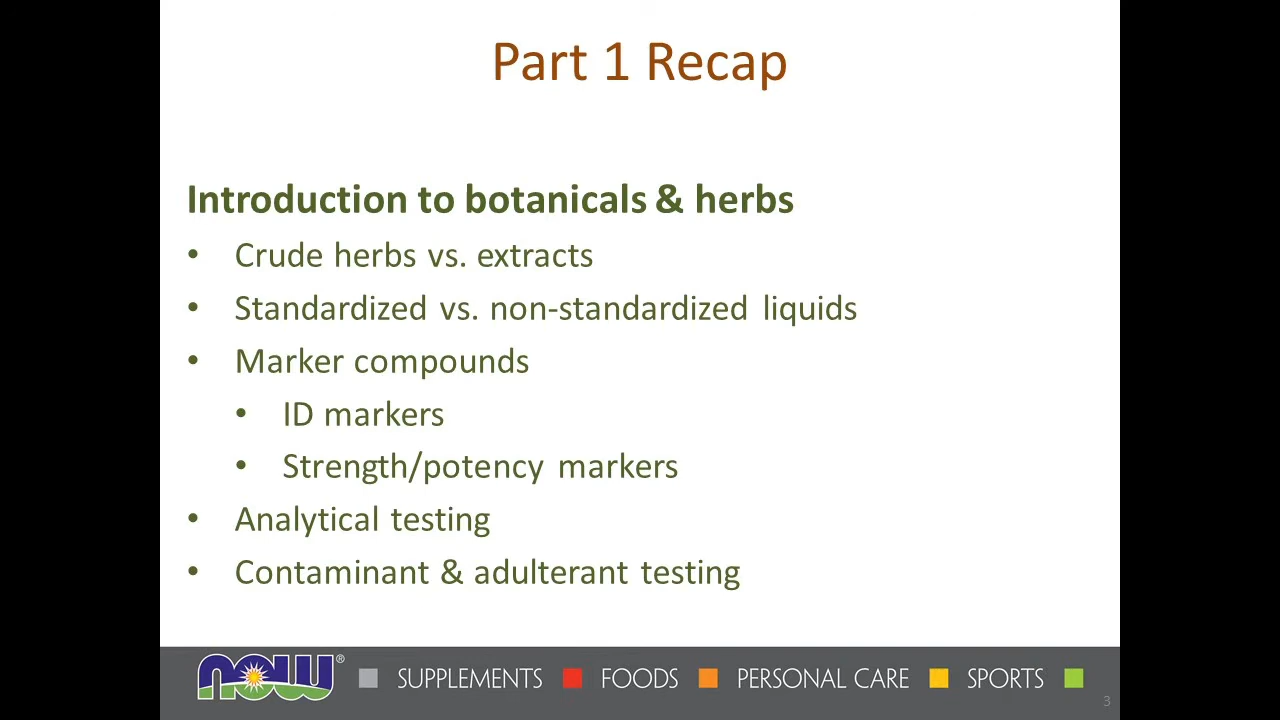 Part 1 Recap
Introduction to botanicals & herbs
• Crude herbs vs. extracts
• Standardized vs. non-standardized liquids
• Marker compounds
• ID markers
• Strength/potency markers
• Analytical testing
• Contaminant & adulterant testing
now® SUPPLEMENTS FOODS PERSONAL CARE SPORTS
3